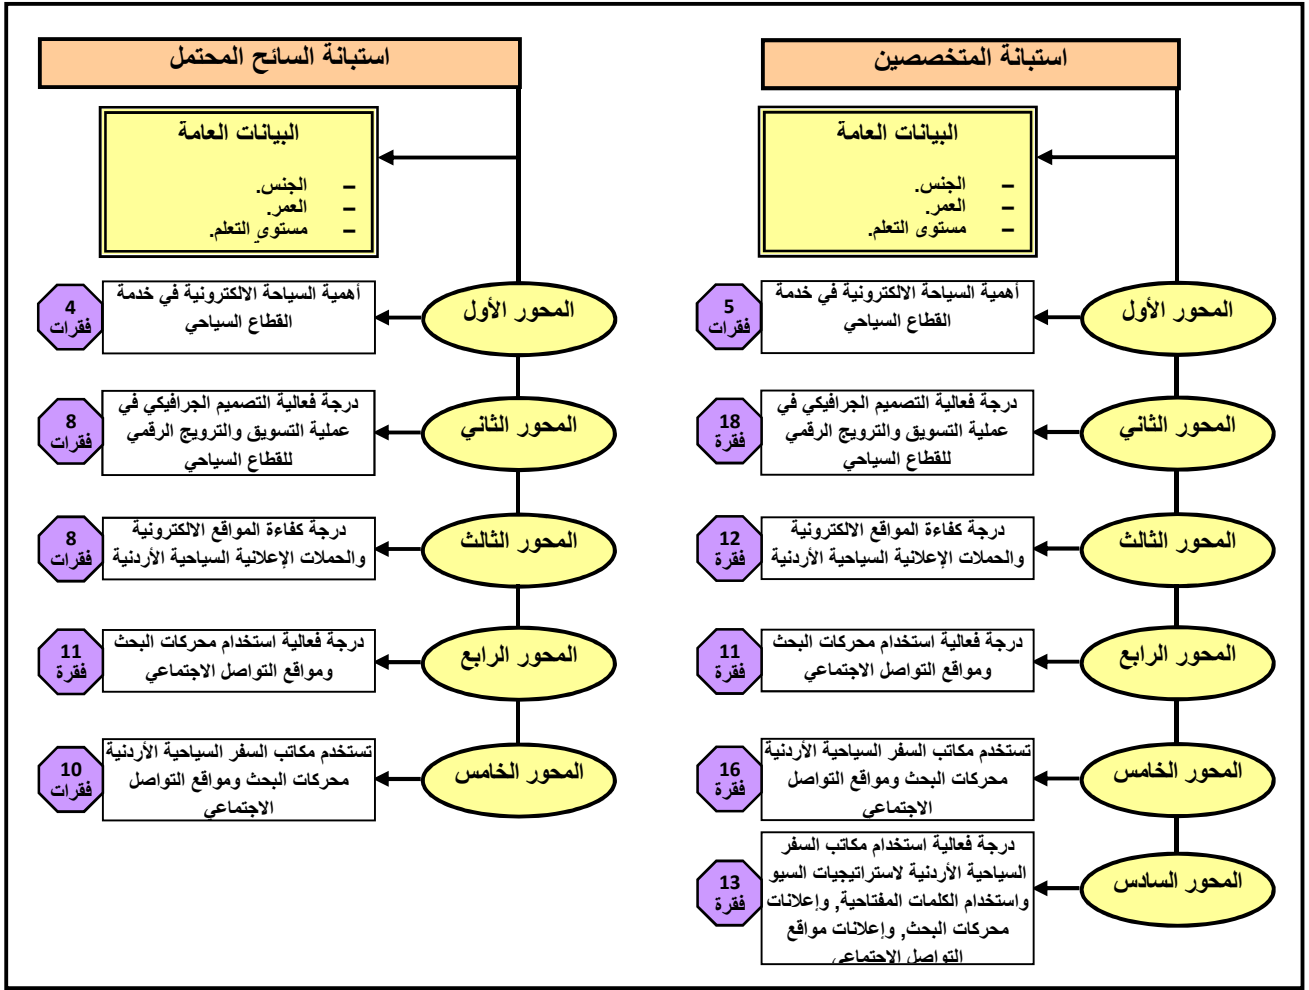 استبانة المتخصصين
البيانات العامة
– الجنس.
– العمر.
– مستوى التعلم.
المحور الأول
أهمية السياحة الالكترونية في خدمة
القطاع السياحي
5
فقرات
المحور الثاني
درجة فعالية التصميم الجرافيكي في
عملية التسويق والترويج الرقمي
للقطاع السياحي
18
فقرة
المحور الثالث
درجة كفاءة المواقع الالكترونية
والحملات الإعلانية السياحية الأردنية
12
فقرة
المحور الرابع
درجة فعالية استخدام محركات البحث
ومواقع التواصل الاجتماعي
11
فقرة
المحور الخامس
تستخدم مكاتب السفر السياحية الأردنية
محركات البحث ومواقع التواصل
الاجتماعي
16
فقرة
المحور السادس
درجة فعالية استخدام مكاتب السفر
السياحية الأردنية لاستراتيجيات السيو
واستخدام الكلمات المفتاحية, وإعلانات
محركات البحث, وإعلانات مواقع
التواصل الاجتماعي
13
فقرة
استبانة السائح المحتمل
البيانات العامة
– الجنس.
– العمر.
– مستوى التعلم.
المحور الأول
أهمية السياحة الالكترونية في خدمة
القطاع السياحي
4
فقرات
المحور الثاني
درجة فعالية التصميم الجرافيكي في
عملية التسويق والترويج الرقمي
للقطاع السياحي
8
فقرات
المحور الثالث
درجة كفاءة المواقع الالكترونية
والحملات الإعلانية السياحية الأردنية
8
فقرات
المحور الرابع
درجة فعالية استخدام محركات البحث
ومواقع التواصل الاجتماعي
11
فقرة
المحور الخامس
تستخدم مكاتب السفر السياحية الأردنية
محركات البحث ومواقع التواصل
الاجتماعي
10
فقرات